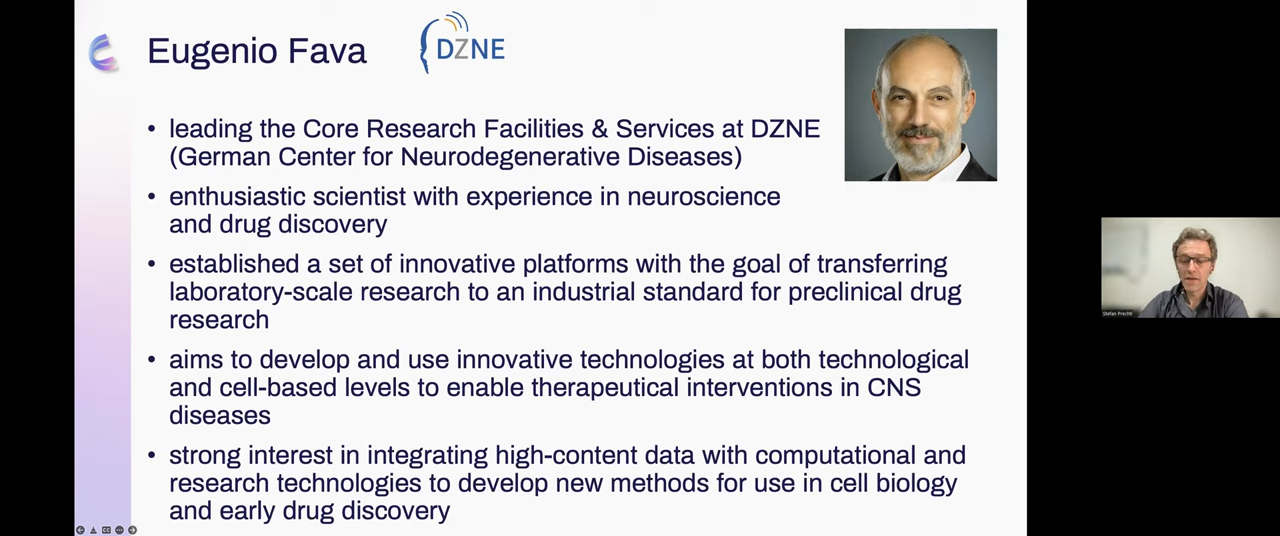 Eugenio Fava
DZNE
• leading the Core Research Facilities & Services at DZNE
(German Center for Neurodegenerative Diseases)
• enthusiastic scientist with experience in neuroscience
and drug discovery
• established a set of innovative platforms with the goal of transferring
laboratory-scale research to an industrial standard for preclinical drug
research
• aims to develop and use innovative technologies at both technological
and cell-based levels to enable therapeutical interventions in CNS
diseases
• strong interest in integrating high-content data with computational and
research technologies to develop new methods for use in cell biology
and early drug discovery
Stefan Prechtl